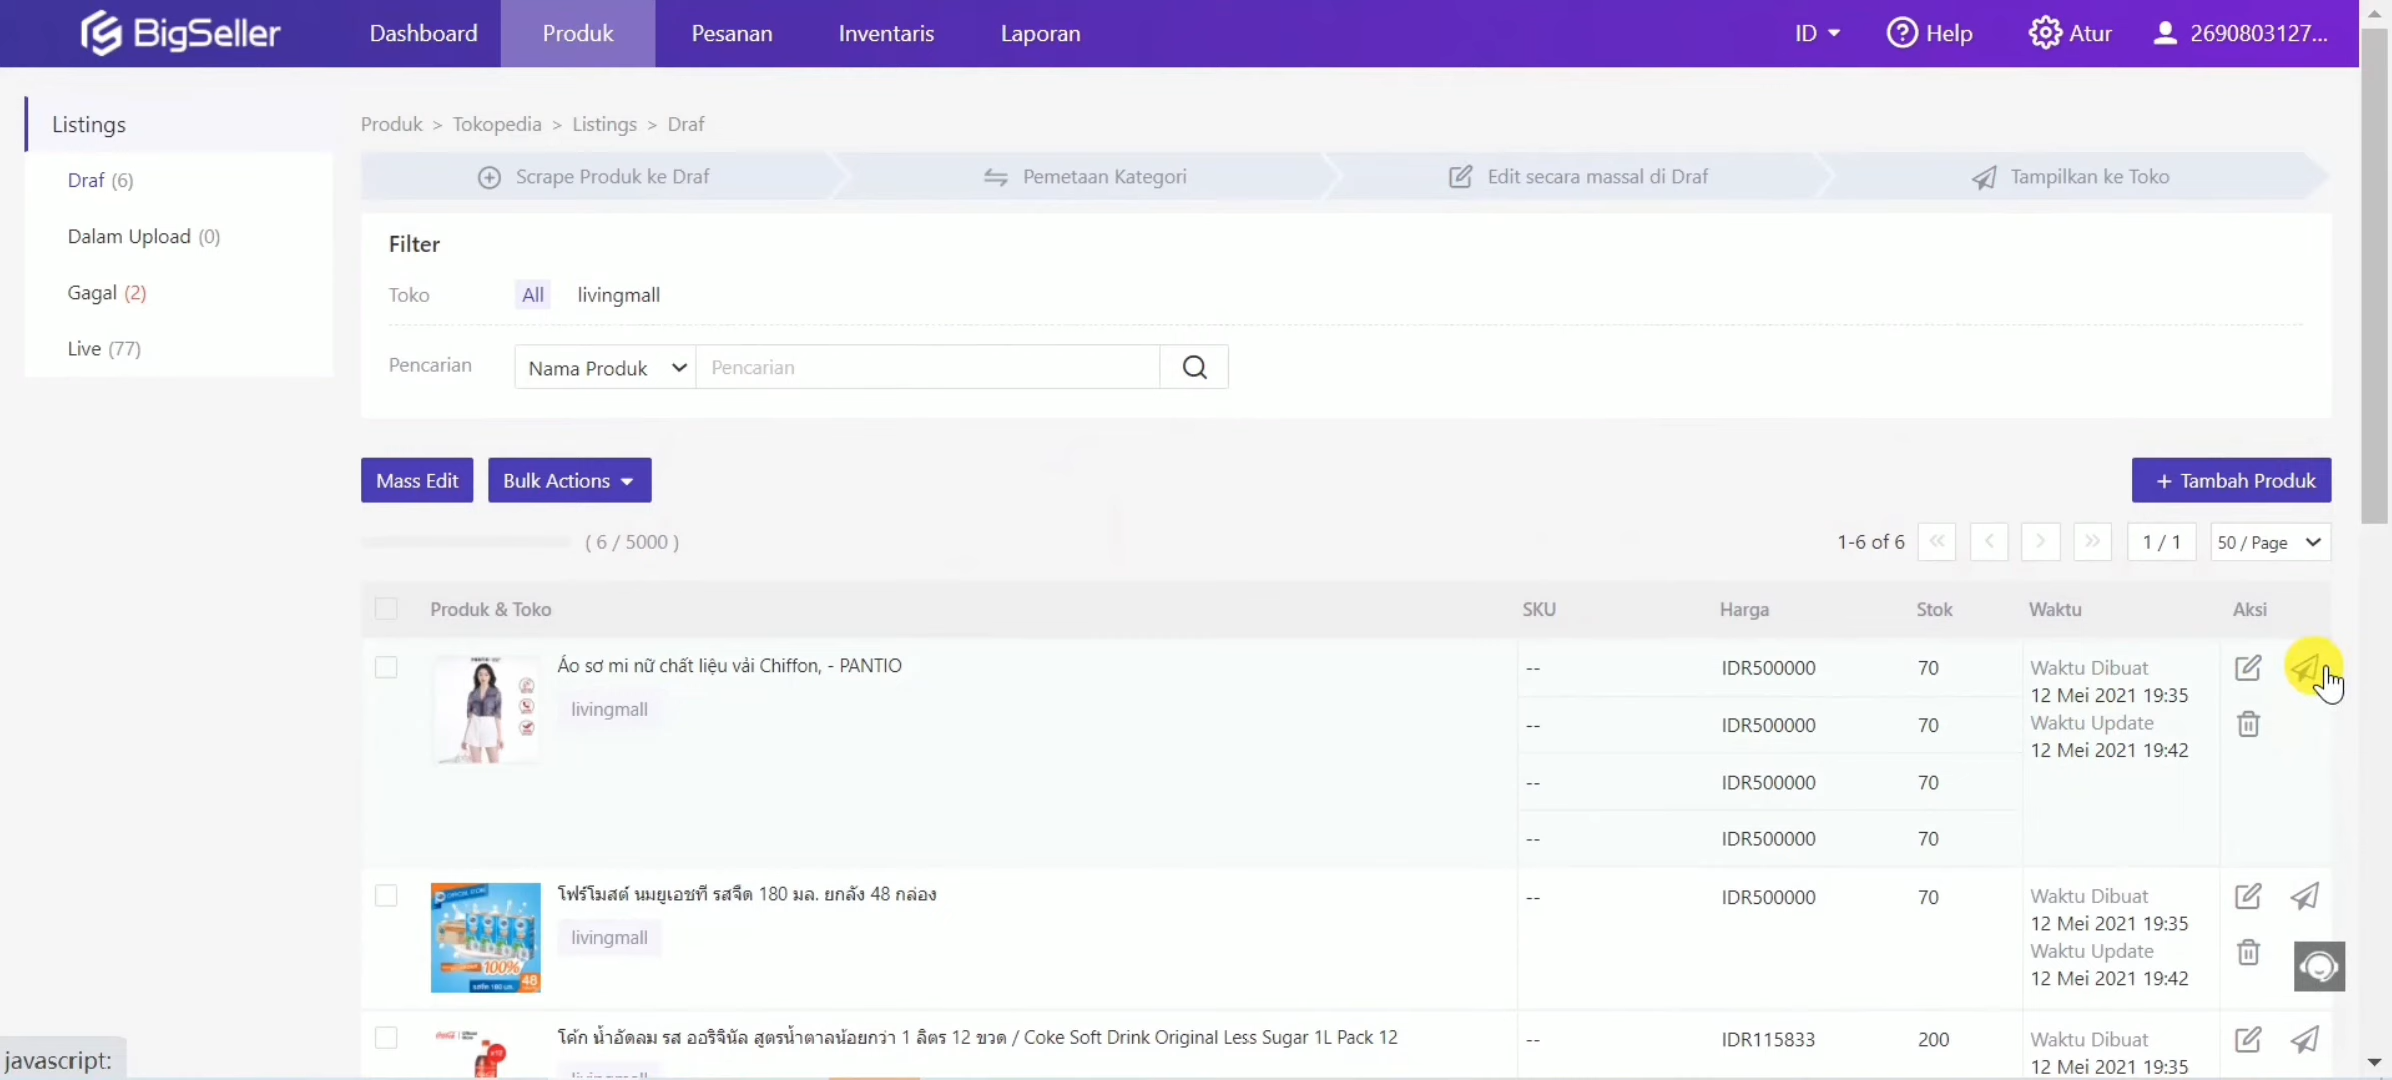 BigSeller Dashboard Produk Pesanan Inventaris Laporan ID Help Atur 2690803127...
Listings
Draf (6)
Dalam Upload (0)
Gagal (2)
Live (77)
Produk > Tokopedia > Listings > Draf
Scrape Produk ke Draf Pemetaan Kategori Edit secara massal di Draf Tampilkan ke Toko
Filter
Toko All livingmall
Pencarian Nama Produk Pencarian
Mass Edit Bulk Actions + Tambah Produk
( 6 / 5000 ) 1-6 of 6 1 / 1 50 / Page
Produk & Toko SKU Harga Stok Waktu Aksi
Áo sơ mi nữ chất liệu vải Chiffon, - PANTIO
livingmall
-- IDR500000 70
-- IDR500000 70
-- IDR500000 70
-- IDR500000 70
Waktu Dibuat
12 Mei 2021 19:35
Waktu Update
12 Mei 2021 19:42
100%
48
โฟร์โมสต์ นมยูเอชที รสจืด 180 มล. ยกลัง 48 กล่อง
livingmall
-- IDR500000 70
Waktu Dibuat
12 Mei 2021 19:35
Waktu Update
12 Mei 2021 19:42
โค้ก น้ำอัดลม รส ออริจินัล สูตรน้ำตาลน้อยกว่า 1 ลิตร 12 ขวด / Coke Soft Drink Original Less Sugar 1L Pack 12
-- IDR115833 200
Waktu Dibuat
12 Mei 2021 19:35
javascript: